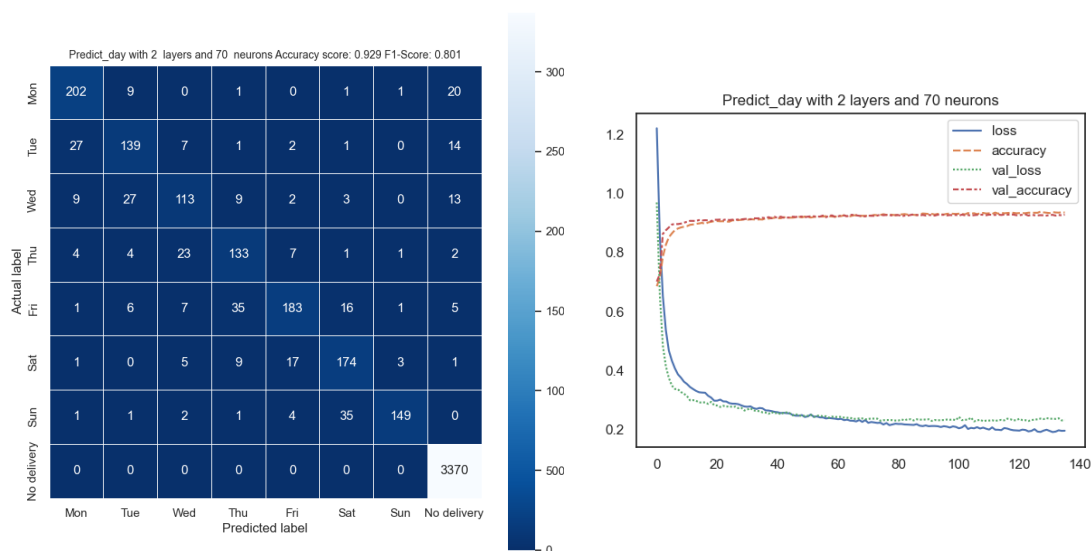 Predict_day with 2 layers and 70 neurons Accuracy score: 0.929 F1-Score: 0.801
Actual label
Mon 202 9 0 1 0 1 1 20
Tue 27 139 7 1 2 1 0 14
Wed 9 27 113 9 2 3 0 13
Thu 4 4 23 133 7 1 1 2
Fri 1 6 7 35 183 16 1 5
Sat 1 0 5 9 17 174 3 1
Sun 1 1 2 1 4 35 149 0
No delivery 0 0 0 0 0 0 0 3370
Mon Tue Wed Thu Fri Sat Sun No delivery
Predicted label
300
250
200
150
100
500
0
Predict_day with 2 layers and 70 neurons
loss
accuracy
val_loss
val_accuracy
1.2
1.0
0.8
0.6
0.4
0.2
0 20 40 60 80 100 120 140